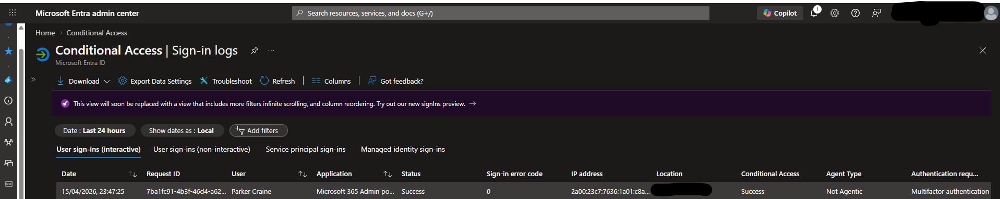 Microsoft Entra admin center
Search resources, services, and docs (G+/)
Copilot
1
Home > Conditional Access
Conditional Access | Sign-in logs
Microsoft Entra ID
Download
Export Data Settings
Troubleshoot
Refresh
Columns
Got feedback?
This view will soon be replaced with a view that includes more filters infinite scrolling, and column reordering. Try out our new signIns preview. →
Date : Last 24 hours
Show dates as : Local
Add filters
User sign-ins (interactive)
User sign-ins (non-interactive)
Service principal sign-ins
Managed identity sign-ins
Date Request ID User Application Status Sign-in error code IP address Location Conditional Access Agent Type Authentication requ...
15/04/2026, 23:47:25 7ba1fc91-4b3f-46d4-a62... Parker Craine Microsoft 365 Admin po... Success 0 2a00:23c7:7636:1a01:c8a... Success Not Agentic Multifactor authentication